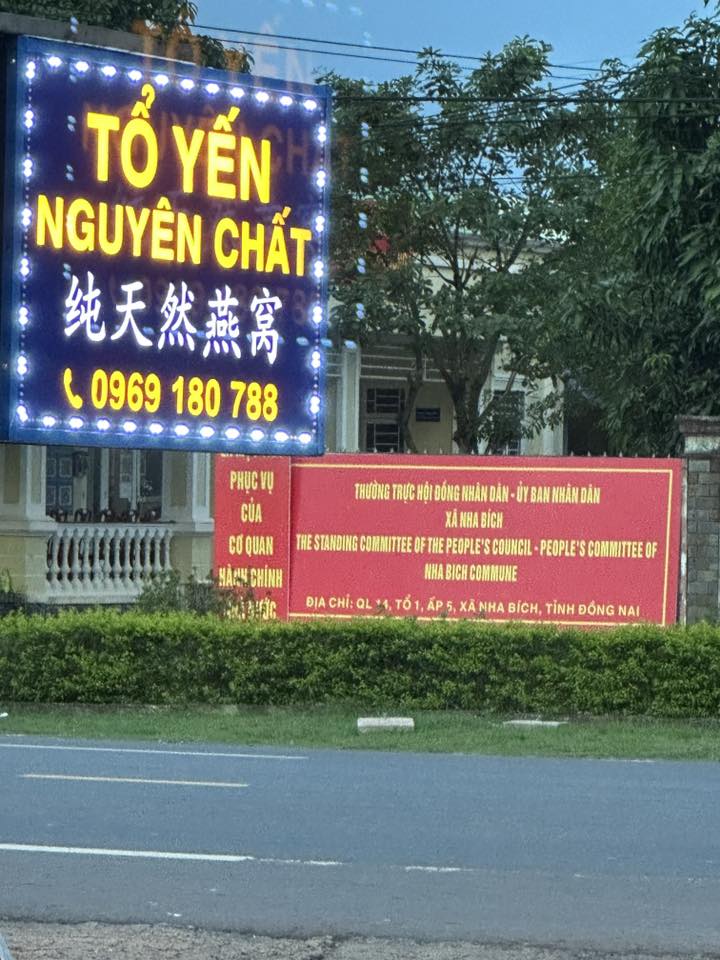 TỔ YẾN
NGUYÊN CHẤT
纯天然燕窝
0969 180 788
PHỤC VỤ
CỦA
CƠ QUAN
HÀNH CHÍNH
THƯỜNG TRỰC HỘI ĐỒNG NHÂN DÂN - ỦY BAN NHÂN DÂN
XÃ NHA BÍCH
THE STANDING COMMITTEE OF THE PEOPLE'S COUNCIL - PEOPLE'S COMMITTEE OF
NHA BICH COMMUNE
ĐỊA CHỈ: QL 14, TỔ 1, ẤP 5, XÃ NHA BÍCH, TỈNH ĐỒNG NAI